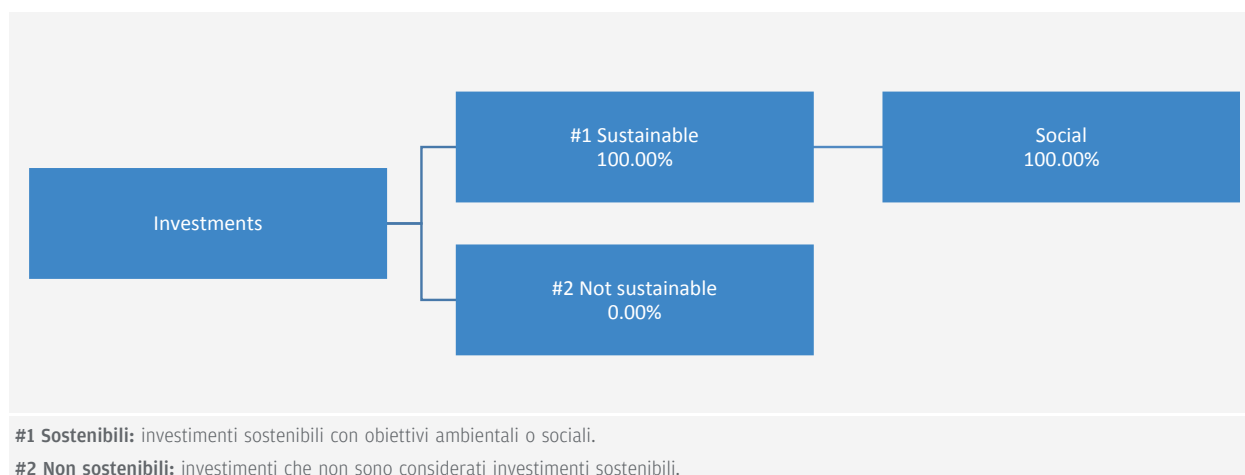 #1 Sustainable
100.00%
Social
100.00%
Investments
#2 Not sustainable
0.00%
#1 Sostenibili: investimenti sostenibili con obiettivi ambientali o sociali.
#2 Non sostenibili: investimenti che non sono considerati investimenti sostenibili.